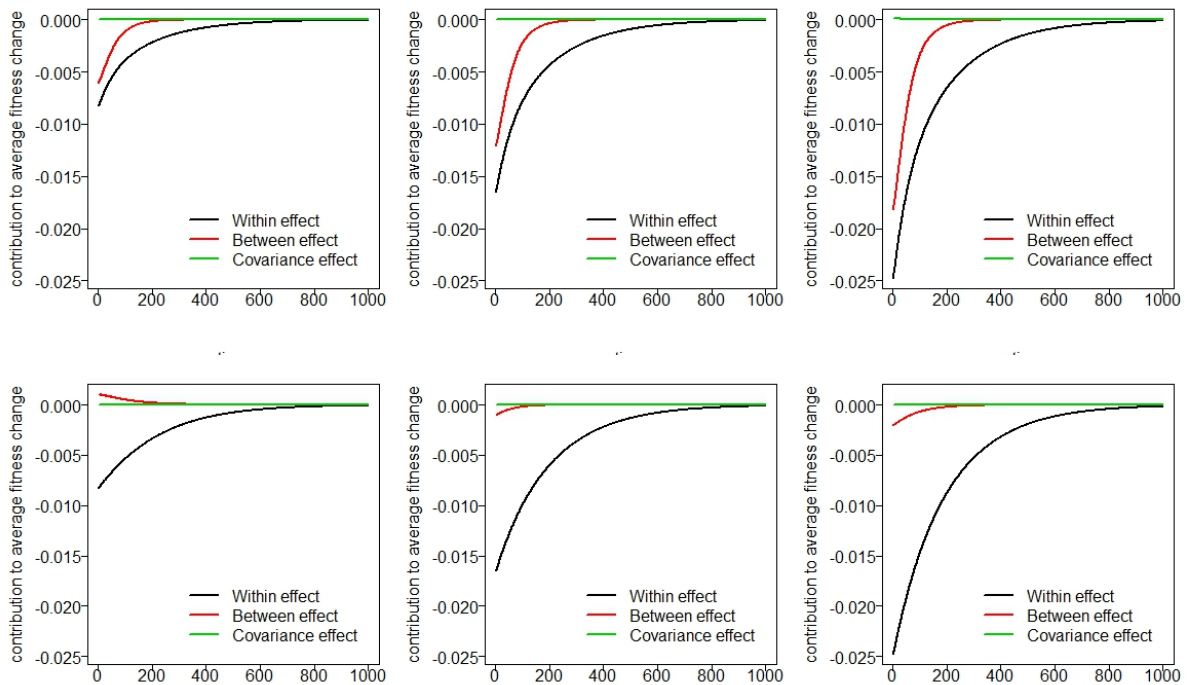 contribution to average fitness change
0.000
-0.005
-0.010
-0.015
-0.020
-0.025
Within effect
Between effect
Covariance effect
0 200 400 600 800 1000
contribution to average fitness change
0.000
-0.005
-0.010
-0.015
-0.020
-0.025
Within effect
Between effect
Covariance effect
0 200 400 600 800 1000
contribution to average fitness change
0.000
-0.005
-0.010
-0.015
-0.020
-0.025
Within effect
Between effect
Covariance effect
0 200 400 600 800 1000
contribution to average fitness change
0.000
-0.005
-0.010
-0.015
-0.020
-0.025
Within effect
Between effect
Covariance effect
0 200 400 600 800 1000
contribution to average fitness change
0.000
-0.005
-0.010
-0.015
-0.020
-0.025
Within effect
Between effect
Covariance effect
0 200 400 600 800 1000
contribution to average fitness change
0.000
-0.005
-0.010
-0.015
-0.020
-0.025
Within effect
Between effect
Covariance effect
0 200 400 600 800 1000